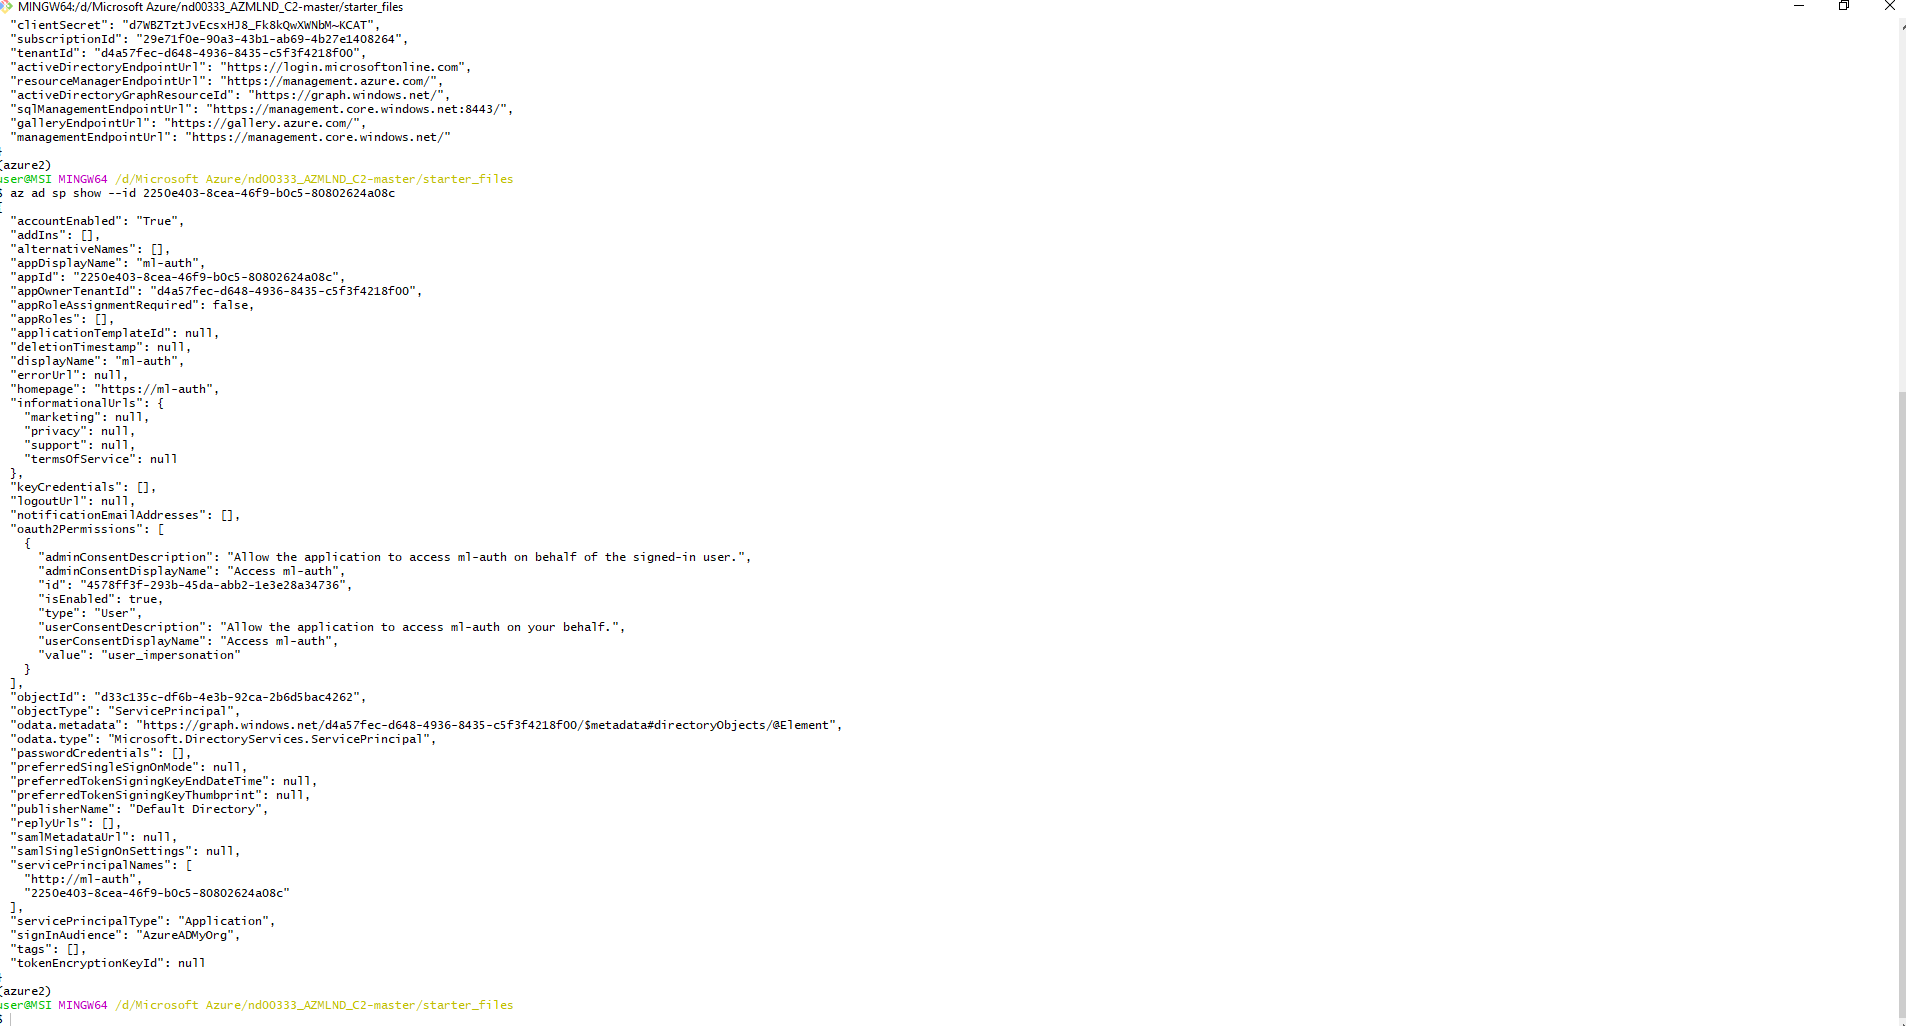 MINGW64:/d/Microsoft Azure/nd00333_AZMLND_C2-master/starter_files
"clientSecret": "d7WBZTztJvEcsxHJ8_Fk8kQwXWNbM~KCAT",
"subscriptionId": "29e71f0e-90a3-43b1-ab69-4b27e1408264",
"tenantId": "d4a57fec-d648-4936-8435-c5f3f4218f00",
"activeDirectoryEndpointUrl": "https://login.microsoftonline.com",
"resourceManagerEndpointUrl": "https://management.azure.com/",
"activeDirectoryGraphResourceId": "https://graph.windows.net/",
"sqlManagementEndpointUrl": "https://management.core.windows.net:8443/",
"galleryEndpointUrl": "https://gallery.azure.com/",
"managementEndpointUrl": "https://management.core.windows.net/"
}
(azure2)
user@MSI MINGW64 /d/Microsoft Azure/nd00333_AZMLND_C2-master/starter_files
$ az ad sp show --id 2250e403-8cea-46f9-b0c5-80802624a08c
{
"accountEnabled": "True",
"addIns": [],
"alternativeNames": [],
"appDisplayName": "ml-auth",
"appId": "2250e403-8cea-46f9-b0c5-80802624a08c",
"appOwnerTenantId": "d4a57fec-d648-4936-8435-c5f3f4218f00",
"appRoleAssignmentRequired": false,
"appRoles": [],
"applicationTemplateId": null,
"deletionTimestamp": null,
"displayName": "ml-auth",
"errorUrl": null,
"homepage": "https://ml-auth",
"informationalUrls": {
"marketing": null,
"privacy": null,
"support": null,
"termsOfService": null
},
"keyCredentials": [],
"logoutUrl": null,
"notificationEmailAddresses": [],
"oauth2Permissions": [
{
"adminConsentDescription": "Allow the application to access ml-auth on behalf of the signed-in user.",
"adminConsentDisplayName": "Access ml-auth",
"id": "4578ff3f-293b-45da-abb2-1e3e28a34736",
"isEnabled": true,
"type": "User",
"userConsentDescription": "Allow the application to access ml-auth on your behalf.",
"userConsentDisplayName": "Access ml-auth",
"value": "user_impersonation"
}
],
"objectId": "d33c135c-df6b-4e3b-92ca-2b6d5bac4262",
"objectType": "ServicePrincipal",
"odata.metadata": "https://graph.windows.net/d4a57fec-d648-4936-8435-c5f3f4218f00/$metadata#directoryObjects/@Element",
"odata.type": "Microsoft.DirectoryServices.ServicePrincipal",
"passwordCredentials": [],
"preferredSingleSignOnMode": null,
"preferredTokenSigningKeyEndDateTime": null,
"preferredTokenSigningKeyThumbprint": null,
"publisherName": "Default Directory",
"replyUrls": [],
"samlMetadataUrl": null,
"samlSingleSignOnSettings": null,
"servicePrincipalNames": [
"http://ml-auth",
"2250e403-8cea-46f9-b0c5-80802624a08c"
],
"servicePrincipalType": "Application",
"signInAudience": "AzureADMyOrg",
"tags": [],
"tokenEncryptionKeyId": null
}
(azure2)
user@MSI MINGW64 /d/Microsoft Azure/nd00333_AZMLND_C2-master/starter_files
$